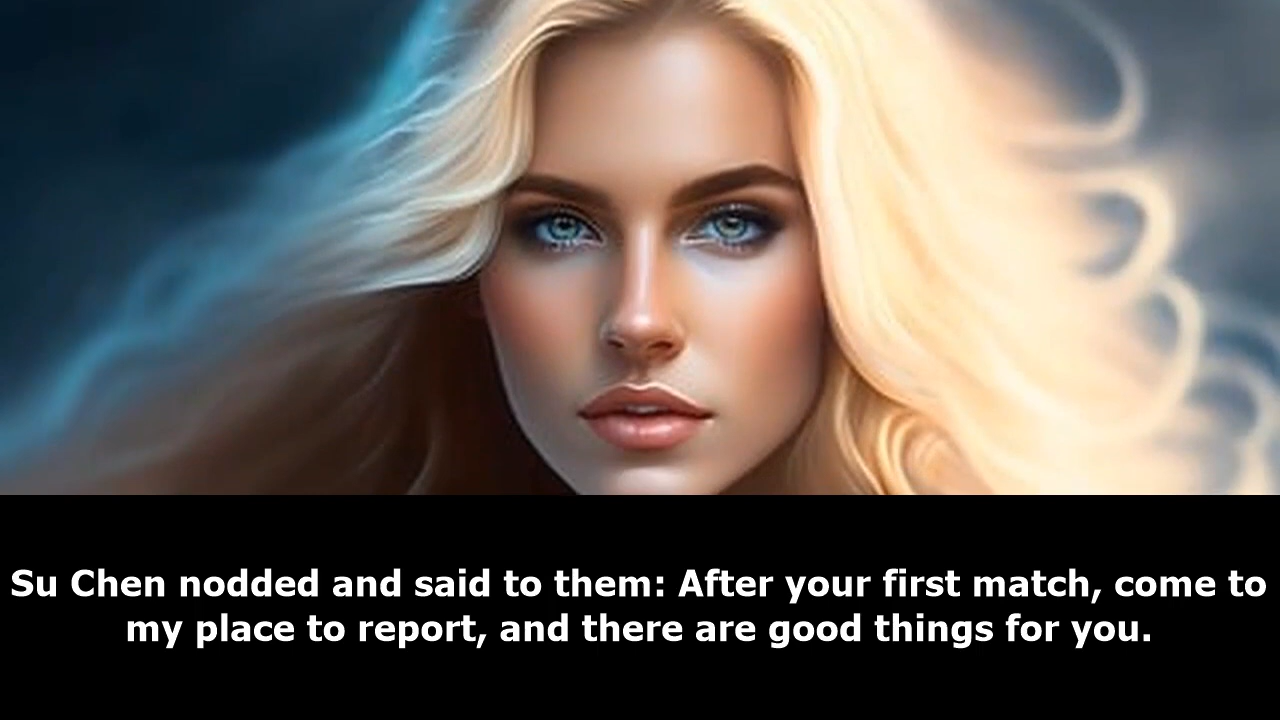 Su Chen nodded and said to them: After your first match, come to
my place to report, and there are good things for you.